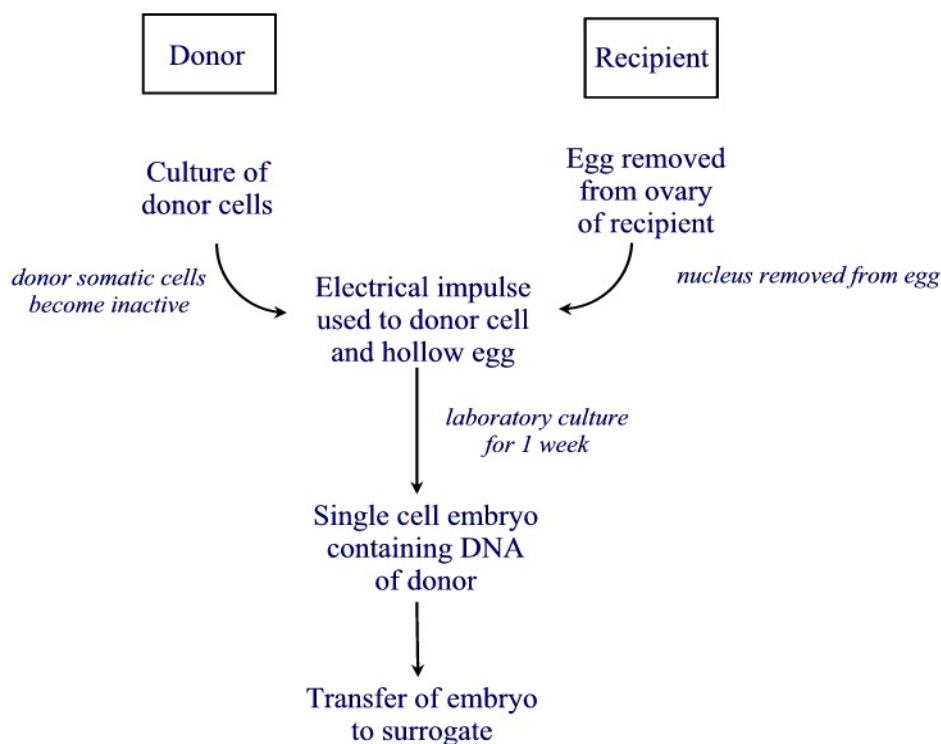 Donor
Recipient
Culture of
donor cells
Egg removed
from ovary
of recipient
donor somatic cells
become inactive
nucleus removed from egg
Electrical impulse
used to donor cell
and hollow egg
laboratory culture
for 1 week
Single cell embryo
containing DNA
of donor
Transfer of embryo
to surrogate